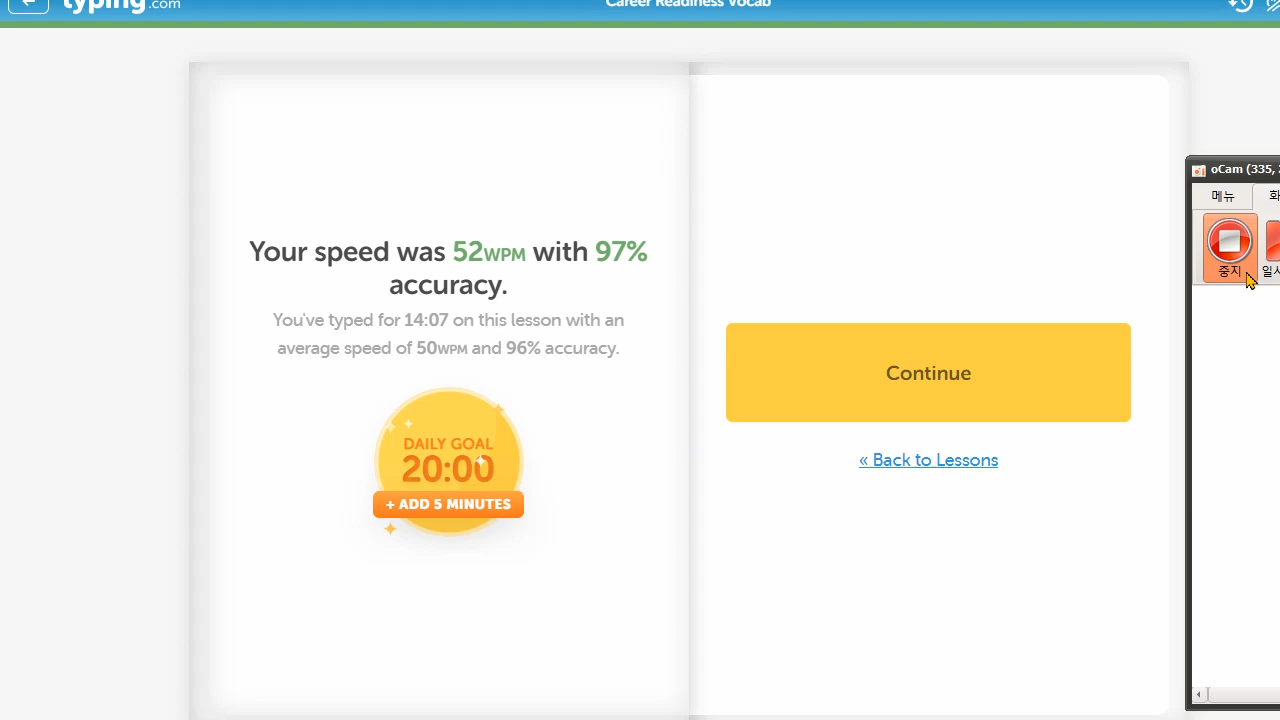 typing.com
Career Readiness Vocab
Your speed was 52WPM with 97%
accuracy.
You've typed for 14:07 on this lesson with an
average speed of 50WPM and 96% accuracy.
DAILY GOAL
20:00
+ ADD 5 MINUTES
Continue
« Back to Lessons
oCam (335,
메뉴
중지